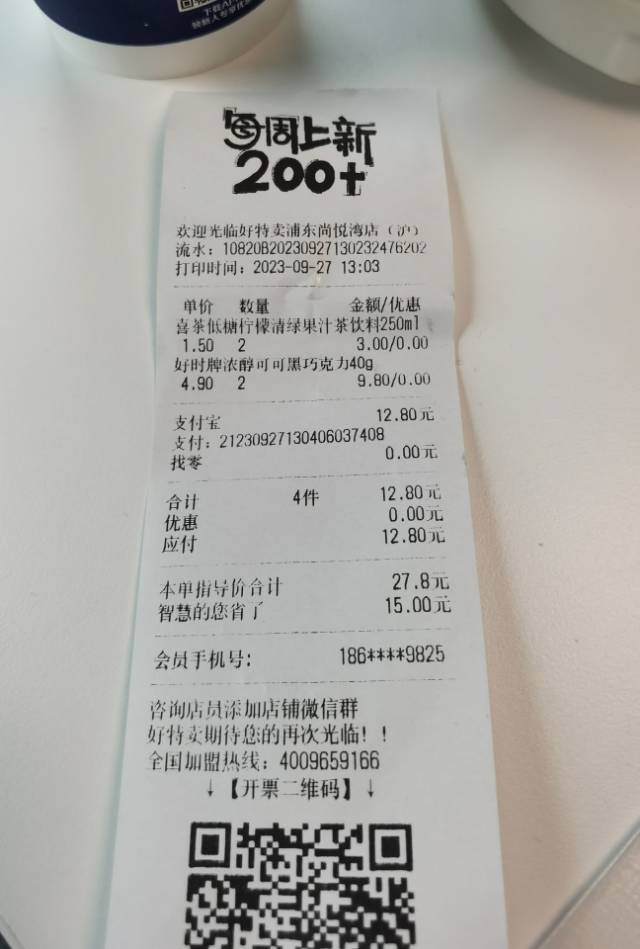 下载A
每周上新
200+
欢迎光临好特卖浦东尚悦湾店（沪）
流水：10820B20230927130232476202
打印时间：2023-09-27 13:03
单价 数量 金额/优惠
喜茶低糖柠檬清绿果汁茶饮料250ml
1.50 2 3.00/0.00
好时牌浓醇可可黑巧克力40g
4.90 2 9.80/0.00
支付宝 12.80元
支付：21230927130406037408
找零 0.00元
合计 4件 12.80元
优惠 0.00元
应付 12.80元
本单指导价合计 27.8元
智慧的您省了 15.00元
会员手机号： 186****9825
咨询店员添加店铺微信群
好特卖期待您的再次光临！！
全国加盟热线：4009659166
↓【开票二维码】↓